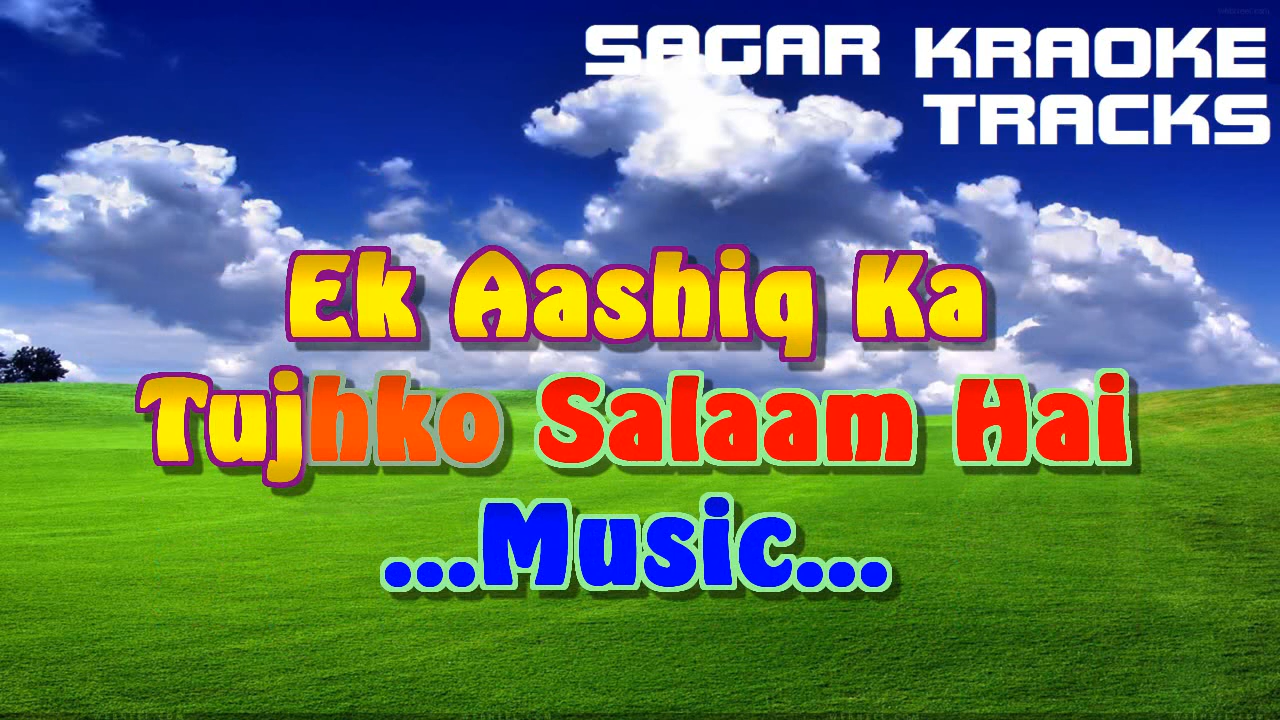 SAGAR KRAOKE
TRACKS
Ek Aashiq Ka
Tujhko Salaam Hai
...Music...